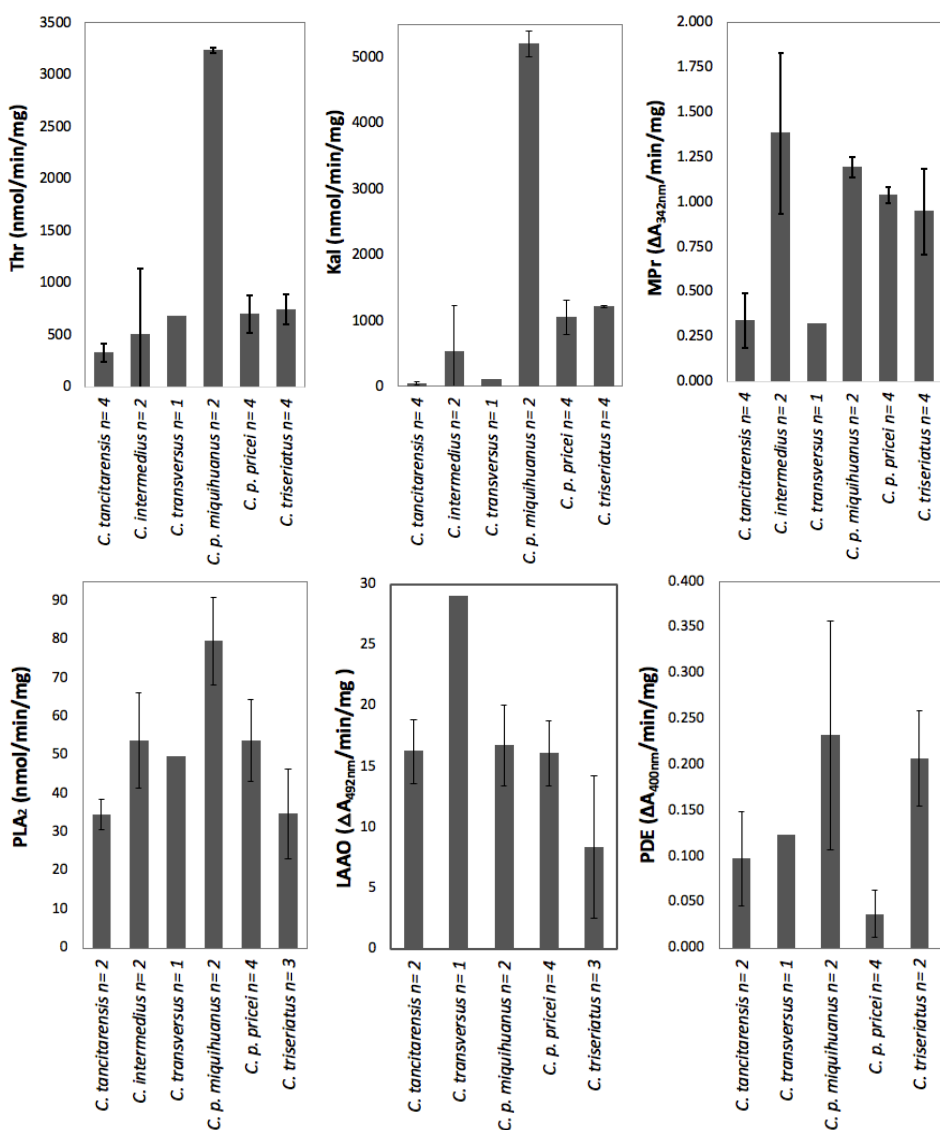 Thr (nmol/min/mg)
3500
3000
2500
2000
1500
1000
500
0
C. tancitarensis n= 4
C. intermedius n= 2
C. transversus n= 1
C. p. miquihuanus n= 2
C. p. pricei n= 4
C. triseriatus n= 4
Kal (nmol/min/mg)
5000
4000
3000
2000
1000
0
C. tancitarensis n= 4
C. intermedius n= 2
C. transversus n= 1
C. p. miquihuanus n= 2
C. p. pricei n= 4
C. triseriatus n= 4
MPr (ΔA342nm/min/mg)
2.000
1.750
1.500
1.250
1.000
0.750
0.500
0.250
0.000
C. tancitarensis n= 4
C. intermedius n= 2
C. transversus n= 1
C. p. miquihuanus n= 2
C. p. pricei n= 4
C. triseriatus n= 4
PLA2 (nmol/min/mg)
90
80
70
60
50
40
30
20
10
0
C. tancitarensis n= 2
C. intermedius n= 2
C. transversus n= 1
C. p. miquihuanus n= 2
C. p. pricei n= 4
C. triseriatus n= 3
LAAO (ΔA492nm/min/mg )
30
25
20
15
10
5
0
C. tancitarensis n= 2
C. transversus n= 1
C. p. miquihuanus n= 2
C. p. pricei n= 4
C. triseriatus n= 3
PDE (ΔA400nm/min/mg)
0.400
0.350
0.300
0.250
0.200
0.150
0.100
0.050
0.000
C. tancitarensis n= 2
C. transversus n= 1
C. p. miquihuanus n= 2
C. p. pricei n= 4
C. triseriatus n= 2